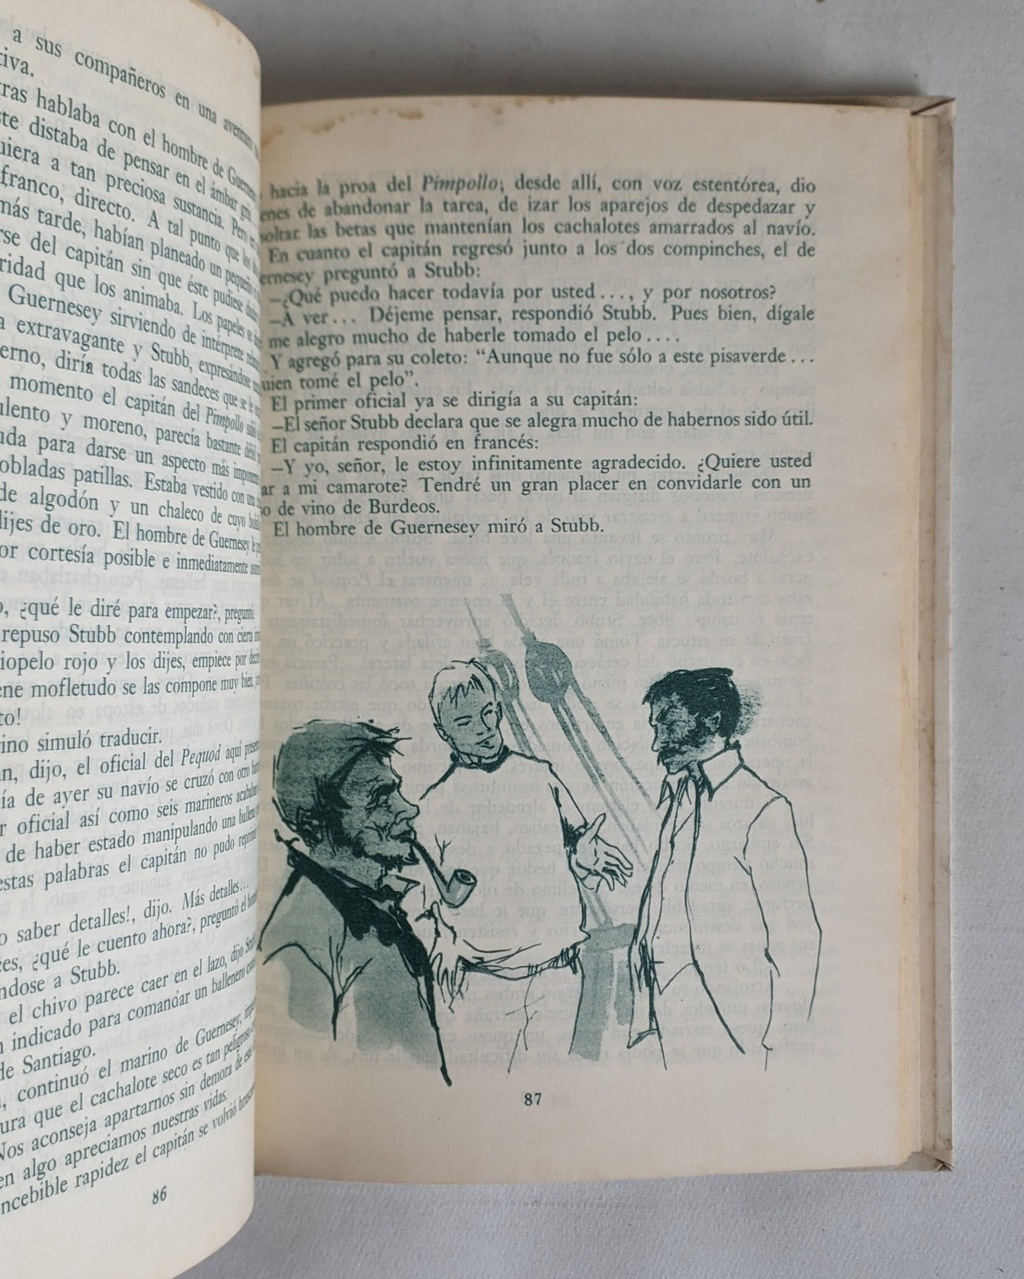 a sus compañeros en una aventura
tiva.
tras hablaba con el hombre de Guernesey
ste distaba de pensar en el ámbar gris
uiera a tan preciosa sustancia. Pero
franco, directo. A tal punto que los dos
más tarde, habían planeado un pequeño
rse del capitán sin que éste pudiese
ridad que los animaba. Los papeles se
Guernesey sirviendo de intérprete
a extravagante y Stubb, expresándose
erno, diría todas las sandeces que se le
momento el capitán del Pimpollo salió
ulento y moreno, parecía bastante débil
nda para darse un aspecto más imponente
obladas patillas. Estaba vestido con una
de algodón y un chaleco de cuyo
dijes de oro. El hombre de Guernesey
or cortesía posible e inmediatamente
o, ¿qué le diré para empezar?, preguntó.
repuso Stubb contemplando con cierta
iopelo rojo y los dijes, empiece por
ene mofletudo se las compone muy bien,
to!
ino simuló traducir.
n, dijo, el oficial del Pequod aquí presente
ía de ayer su navío se cruzó con otro
r oficial así como seis marineros acababan
de haber estado manipulando una ballena
estas palabras el capitán no pudo
o saber detalles!, dijo. Más detalles...
es, ¿qué le cuento ahora?, preguntó el
ndose a Stubb.
el chivo parece caer en el lazo, dijo
n indicado para comandar un ballenero
de Santiago.
, continuó el marino de Guernesey,
ura que el cachalote seco es tan peligroso
Nos aconseja apartarnos sin demora de
en algo apreciamos nuestras vidas.
ncebible rapidez el capitán se volvió
86
hacia la proa del Pimpollo; desde allí, con voz estentórea, dio
enes de abandonar la tarea, de izar los aparejos de despedazar y
soltar las betas que mantenían los cachalotes amarrados al navío.
En cuanto el capitán regresó junto a los dos compinches, el de
ernesey preguntó a Stubb:
—¿Qué puedo hacer todavía por usted..., y por nosotros?
—A ver... Déjeme pensar, respondió Stubb. Pues bien, dígale
me alegro mucho de haberle tomado el pelo....
Y agregó para su coleto: “Aunque no fue sólo a este pisaverde...
uien tomé el pelo”.
El primer oficial ya se dirigía a su capitán:
—El señor Stubb declara que se alegra mucho de habernos sido útil.
El capitán respondió en francés:
—Y yo, señor, le estoy infinitamente agradecido. ¿Quiere usted
ar a mi camarote? Tendré un gran placer en convidarle con un
o de vino de Burdeos.
El hombre de Guernesey miró a Stubb.
87